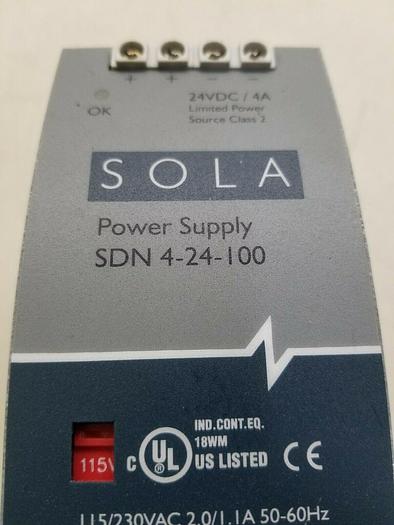 + + - -
24VDC / 4A
OK
Limited Power
Source Class 2
SOLA
Power Supply
SDN 4-24-100
IND.CONT.EQ.
18WM
115V
C UL US LISTED CE
115/230VAC 2.0/1.1A 50-60Hz